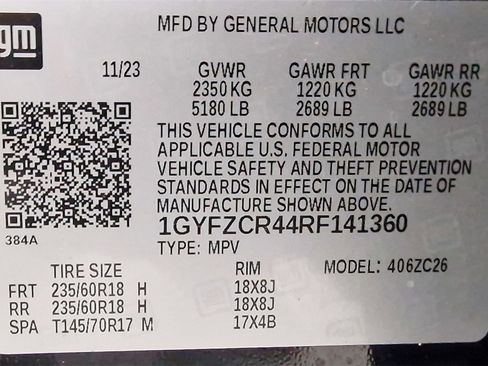 gm
MFD BY GENERAL MOTORS LLC
11/23 GVWR GAWR FRT GAWR RR
2350 KG 1220 KG 1220 KG
5180 LB 2689 LB 2689 LB
THIS VEHICLE CONFORMS TO ALL
APPLICABLE U.S. FEDERAL MOTOR
VEHICLE SAFETY AND THEFT PREVENTION
STANDARDS IN EFFECT ON THE DATE OF
MANUFACTURE SHOWN ABOVE.
384A
1GYFZCR44RF141360
TYPE: MPV
TIRE SIZE RIM MODEL: 406ZC26
FRT 235/60R18 H 18X8J
RR 235/60R18 H 18X8J
SPA T145/70R17 M 17X4B